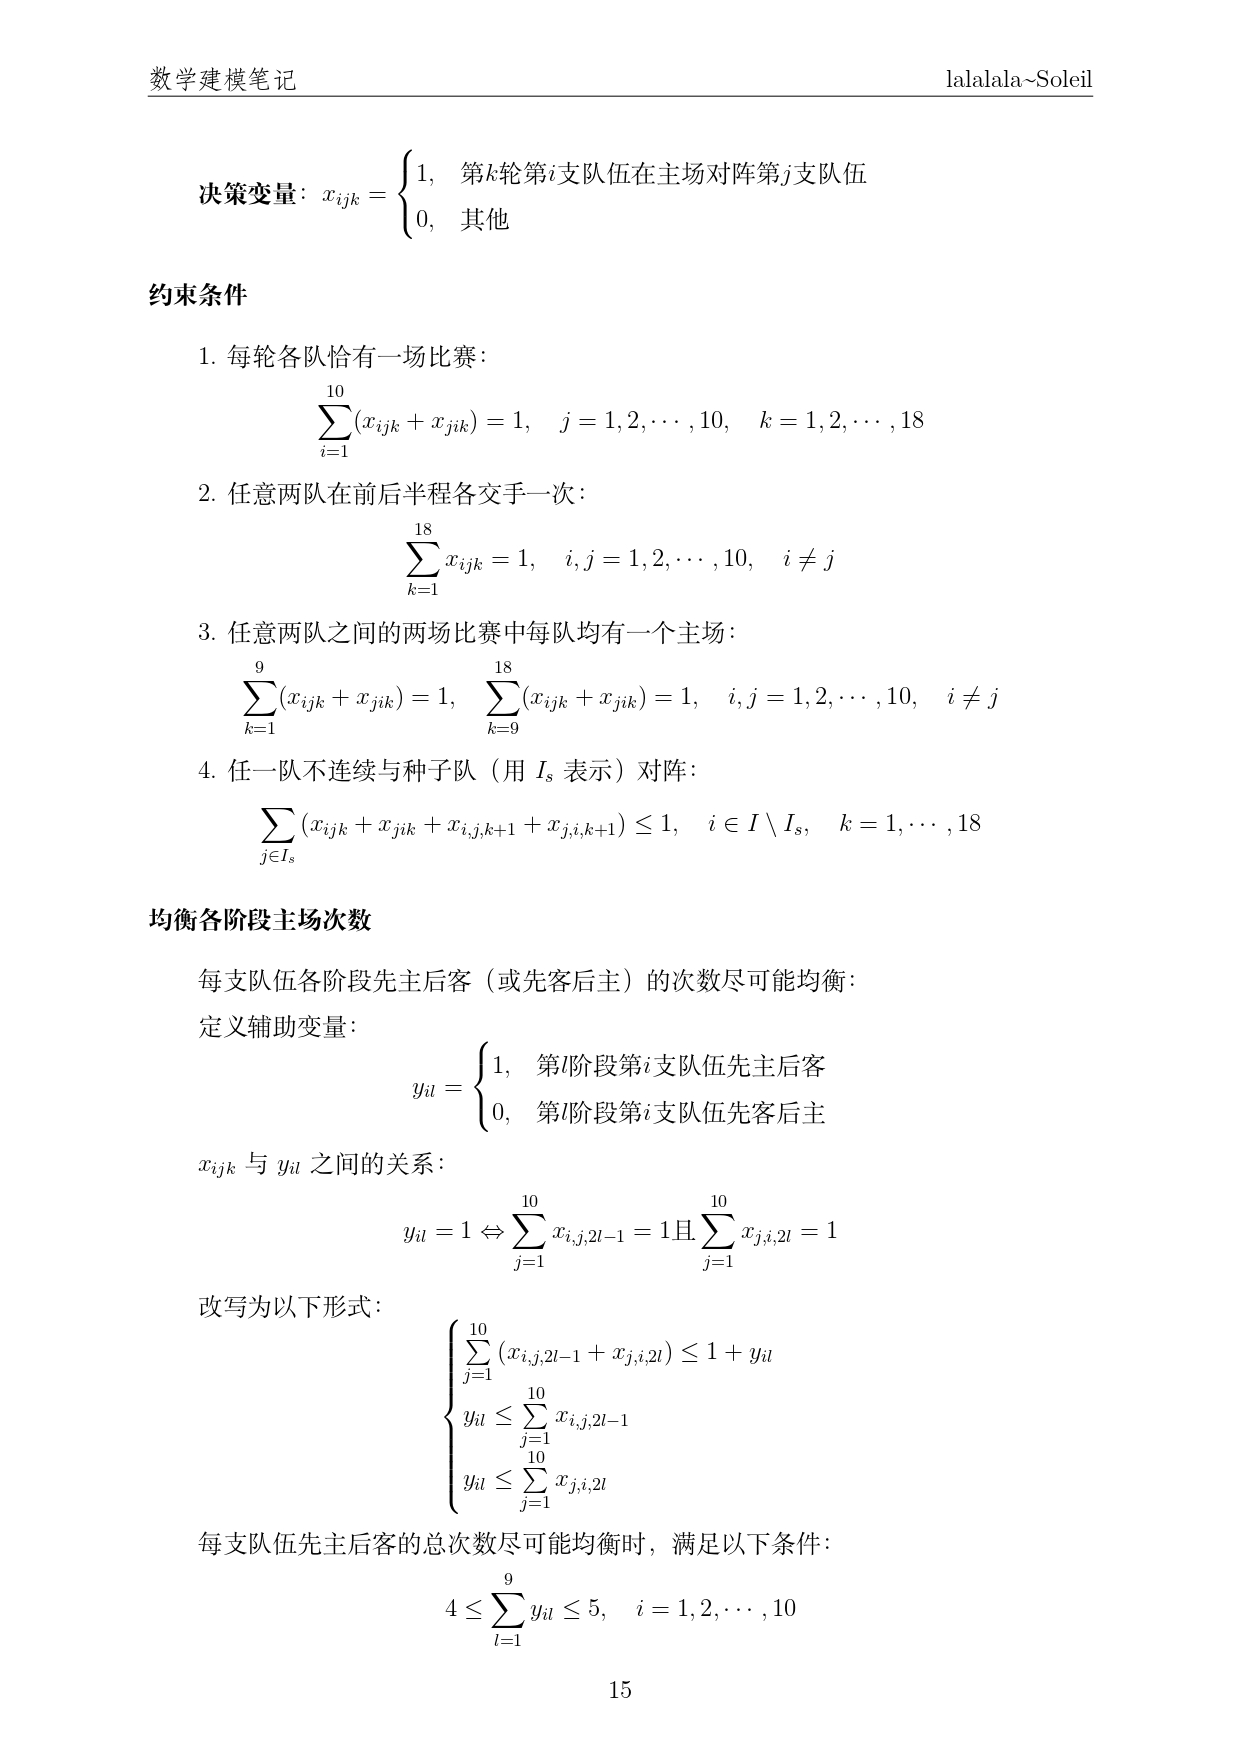 数学建模笔记 lalalala~Soleil
决策变量：$x_{ijk} = \begin{cases} 1, & 第k轮第i支队伍在主场对阵第j支队伍 \\ 0, & 其他 \end{cases}$
约束条件
1. 每轮各队恰有一场比赛：
$\sum_{i=1}^{10}(x_{ijk} + x_{jik}) = 1, \quad j = 1, 2, \cdots, 10, \quad k = 1, 2, \cdots, 18$
2. 任意两队在前后半程各交手一次：
$\sum_{k=1}^{18} x_{ijk} = 1, \quad i, j = 1, 2, \cdots, 10, \quad i \neq j$
3. 任意两队之间的两场比赛中每队均有一个主场：
$\sum_{k=1}^{9}(x_{ijk} + x_{jik}) = 1, \quad \sum_{k=9}^{18}(x_{ijk} + x_{jik}) = 1, \quad i, j = 1, 2, \cdots, 10, \quad i \neq j$
4. 任一队不连续与种子队（用 $I_s$ 表示）对阵：
$\sum_{j \in I_s}(x_{ijk} + x_{jik} + x_{i,j,k+1} + x_{j,i,k+1}) \leq 1, \quad i \in I \setminus I_s, \quad k = 1, \cdots, 18$
均衡各阶段主场次数
每支队伍各阶段先主后客（或先客后主）的次数尽可能均衡：
定义辅助变量：
$y_{il} = \begin{cases} 1, & 第l阶段第i支队伍先主后客 \\ 0, & 第l阶段第i支队伍先客后主 \end{cases}$
$x_{ijk}$ 与 $y_{il}$ 之间的关系：
$y_{il} = 1 \Leftrightarrow \sum_{j=1}^{10} x_{i,j,2l-1} = 1且 \sum_{j=1}^{10} x_{j,i,2l} = 1$
改写为以下形式：
$\begin{cases} \sum_{j=1}^{10}(x_{i,j,2l-1} + x_{j,i,2l}) \leq 1 + y_{il} \\ y_{il} \leq \sum_{j=1}^{10} x_{i,j,2l-1} \\ y_{il} \leq \sum_{j=1}^{10} x_{j,i,2l} \end{cases}$
每支队伍先主后客的总次数尽可能均衡时，满足以下条件：
$4 \leq \sum_{l=1}^{9} y_{il} \leq 5, \quad i = 1, 2, \cdots, 10$
15